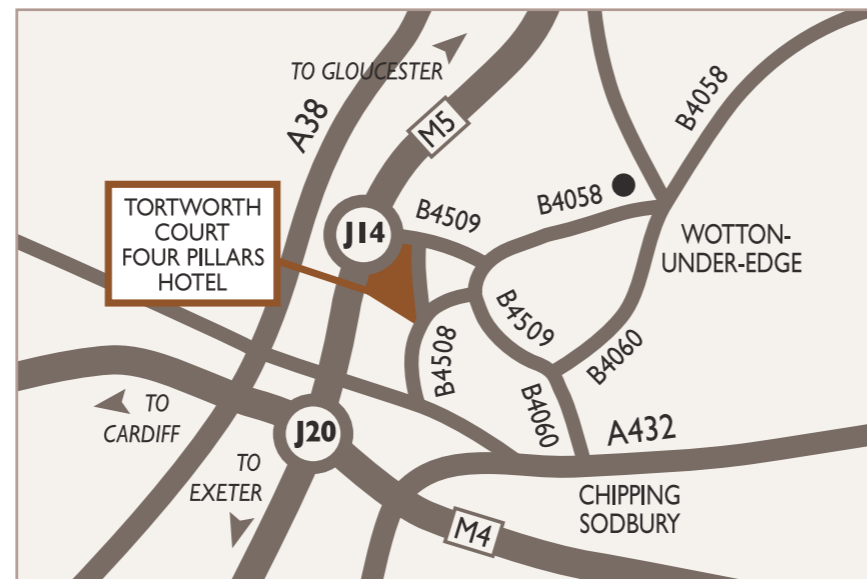 TO GLOUCESTER
A38
M5
B4058
TORTWORTH
COURT
FOUR PILLARS
HOTEL
J14
B4509
B4058
WOTTON-
UNDER-EDGE
B4508
B4509
B4060
B4060
TO
CARDIFF
J20
A432
TO
EXETER
CHIPPING
SODBURY
M4